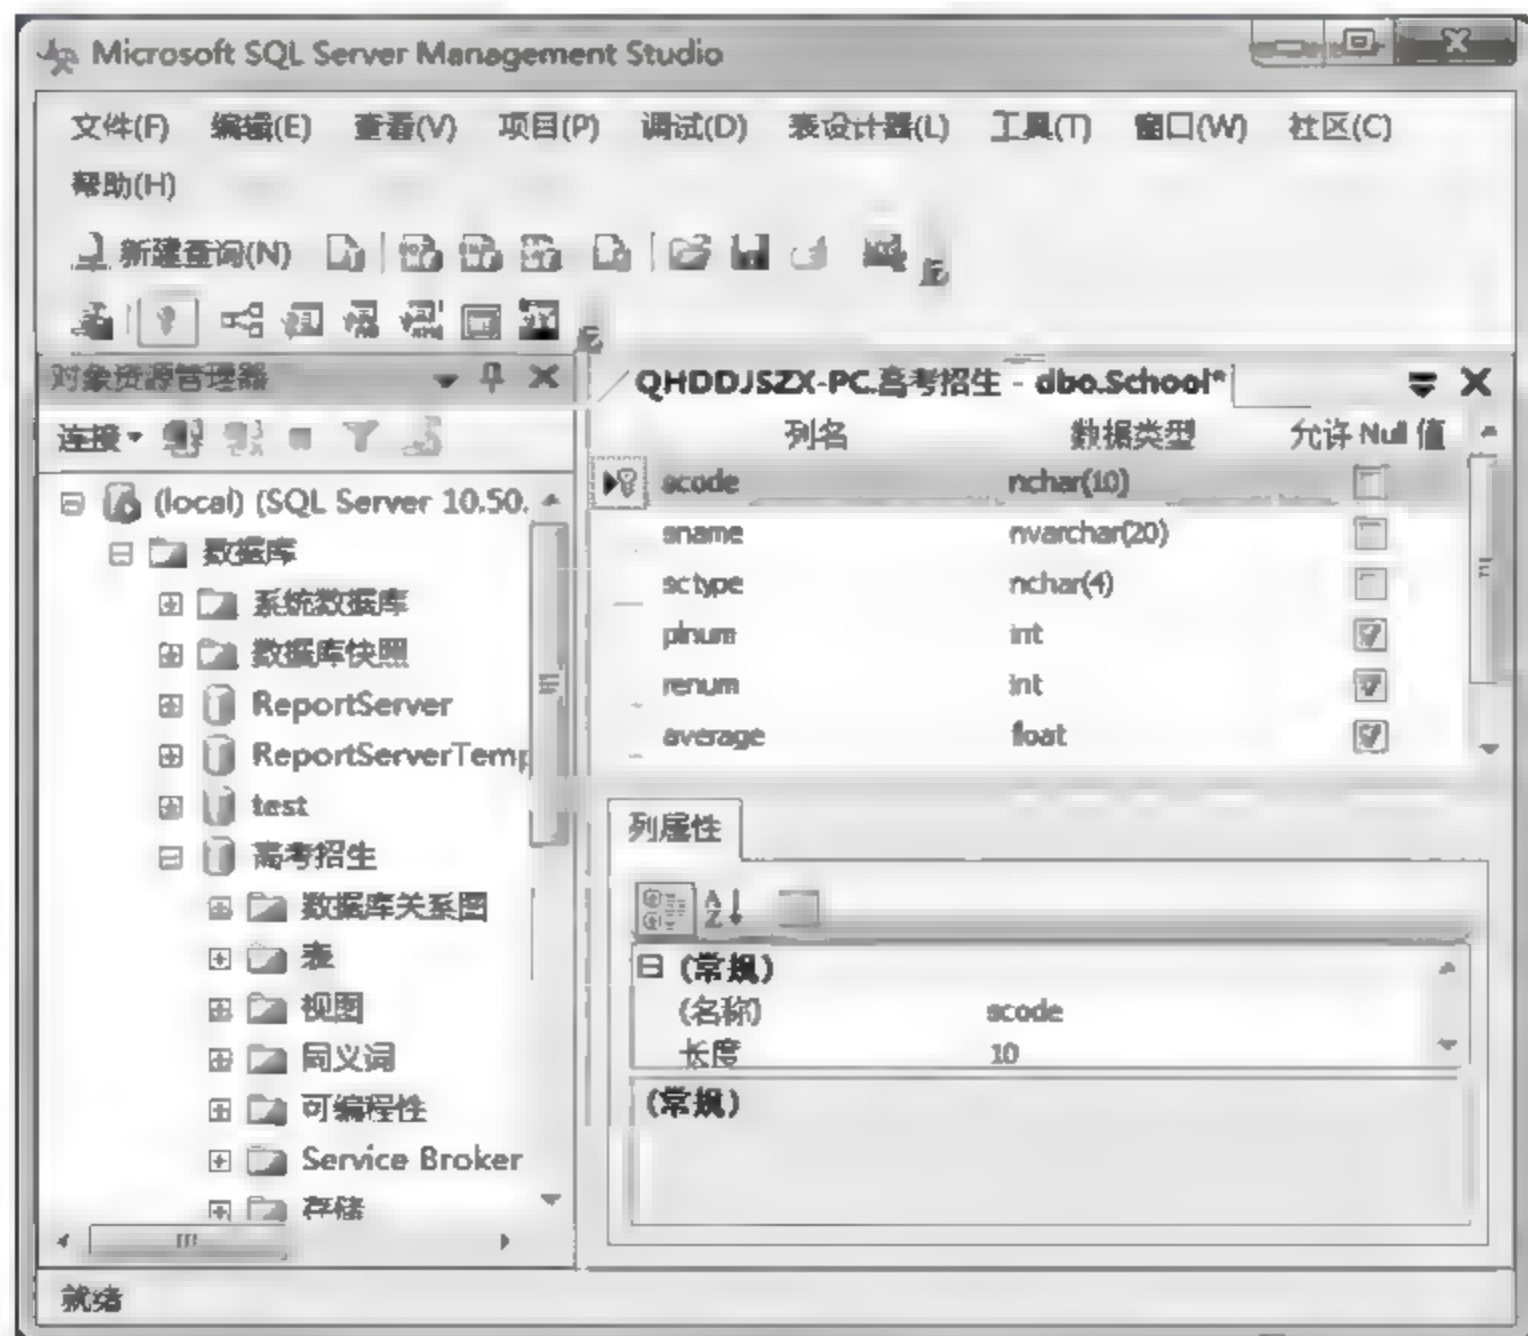 Microsoft SQL Server Management Studio
文件(F) 编辑(E) 查看(V) 项目(P) 调试(D) 表设计器(L) 工具(T) 窗口(W) 社区(C)
帮助(H)
新建查询(N)
对象资源管理器
连接
(local) (SQL Server 10.50.
数据库
系统数据库
数据库快照
ReportServer
ReportServerTemp
test
高考招生
数据库关系图
表
视图
同义词
可编程性
Service Broker
存储
QHDDJSZX-PC.高考招生 - dbo.School*
列名 数据类型 允许 Null 值
scode nchar(10)
sname nvarchar(20)
sctype nchar(4)
plnum int
renum int
average float
列属性
(常规)
(名称) scode
长度 10
(常规)
就绪